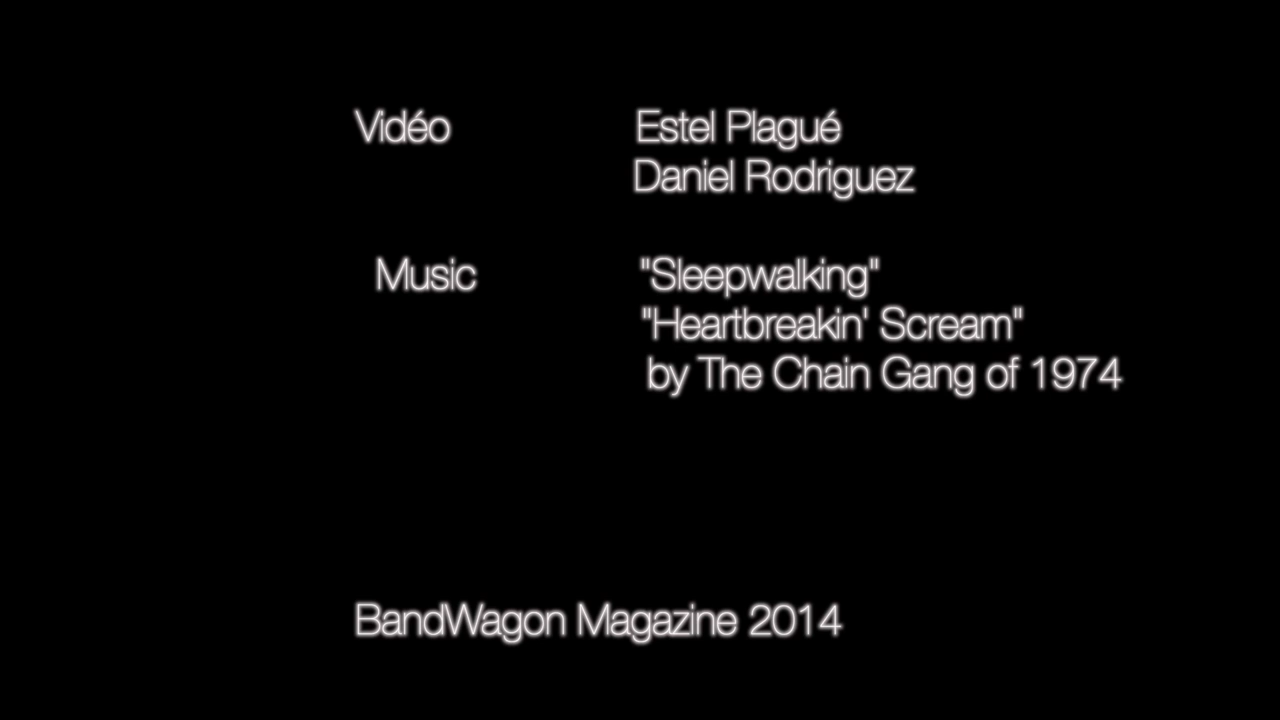 Vidéo Estel Plagué
Daniel Rodriguez
Music "Sleepwalking"
"Heartbreakin' Scream"
by The Chain Gang of 1974
BandWagon Magazine 2014